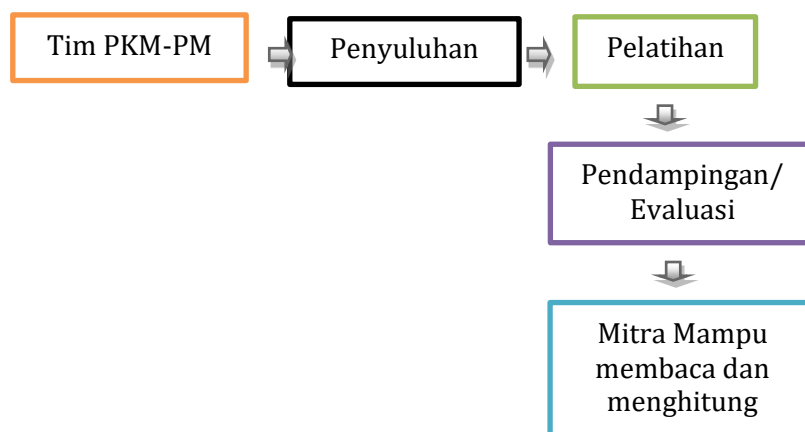 Tim PKM-PM
Penyuluhan
Pelatihan
Pendampingan/
Evaluasi
Mitra Mampu
membaca dan
menghitung